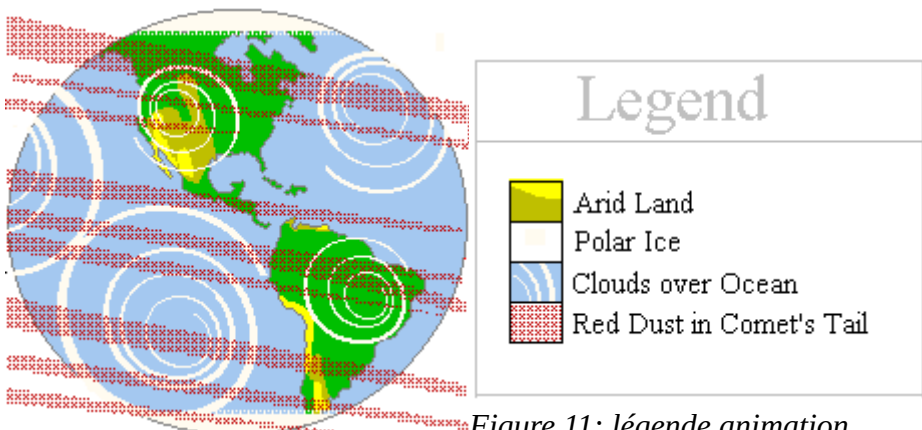 Legend
Arid Land
Polar Ice
Clouds over Ocean
Red Dust in Comet's Tail
Figure 11: légende animation